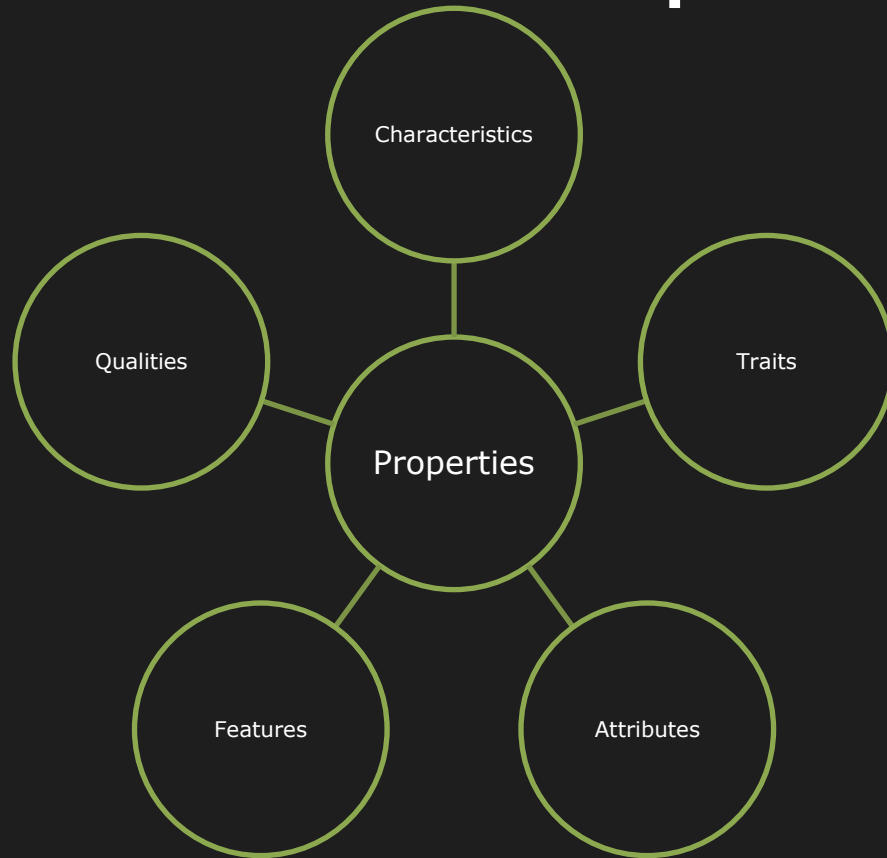 Characteristics
Qualities
Traits
Properties
Features
Attributes